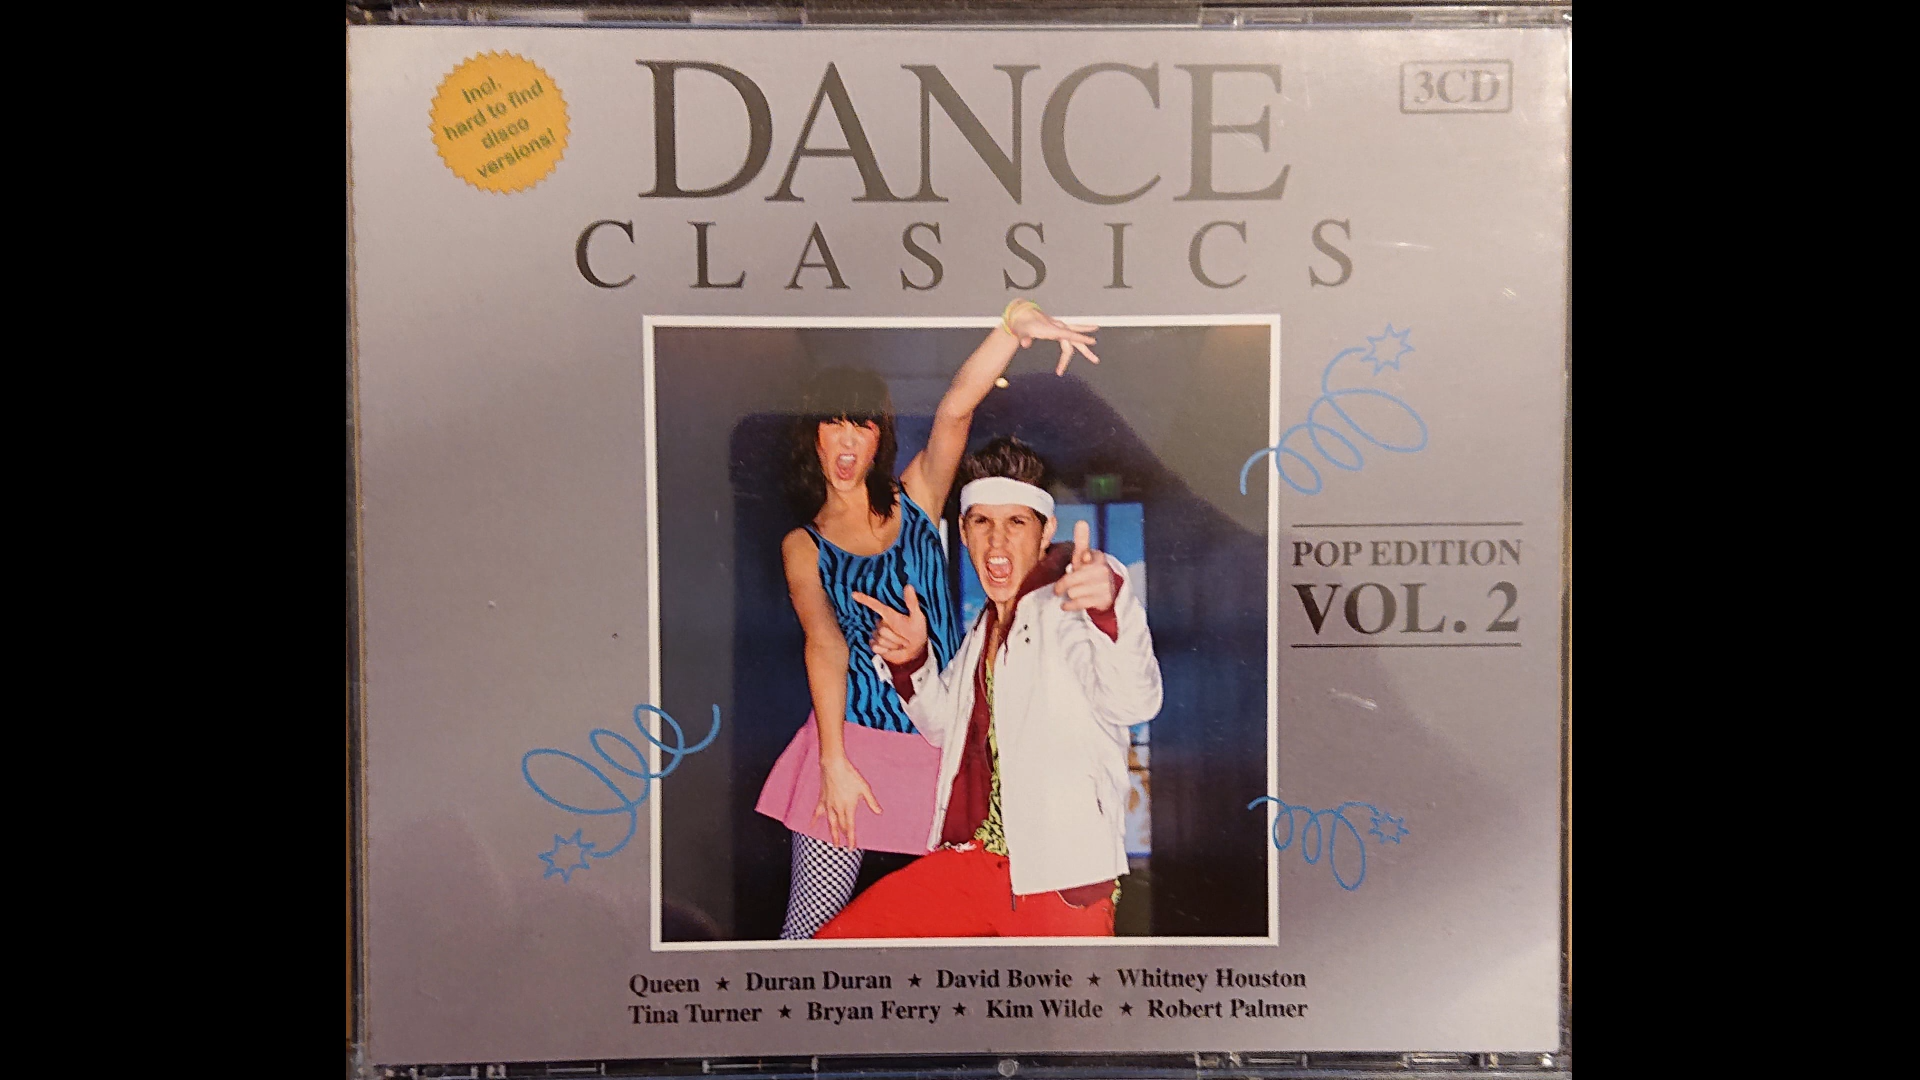 Incl.
hard to find
disco
versions!
DANCE
CLASSICS
3CD
POP EDITION
VOL. 2
Queen ★ Duran Duran ★ David Bowie ★ Whitney Houston
Tina Turner ★ Bryan Ferry ★ Kim Wilde ★ Robert Palmer